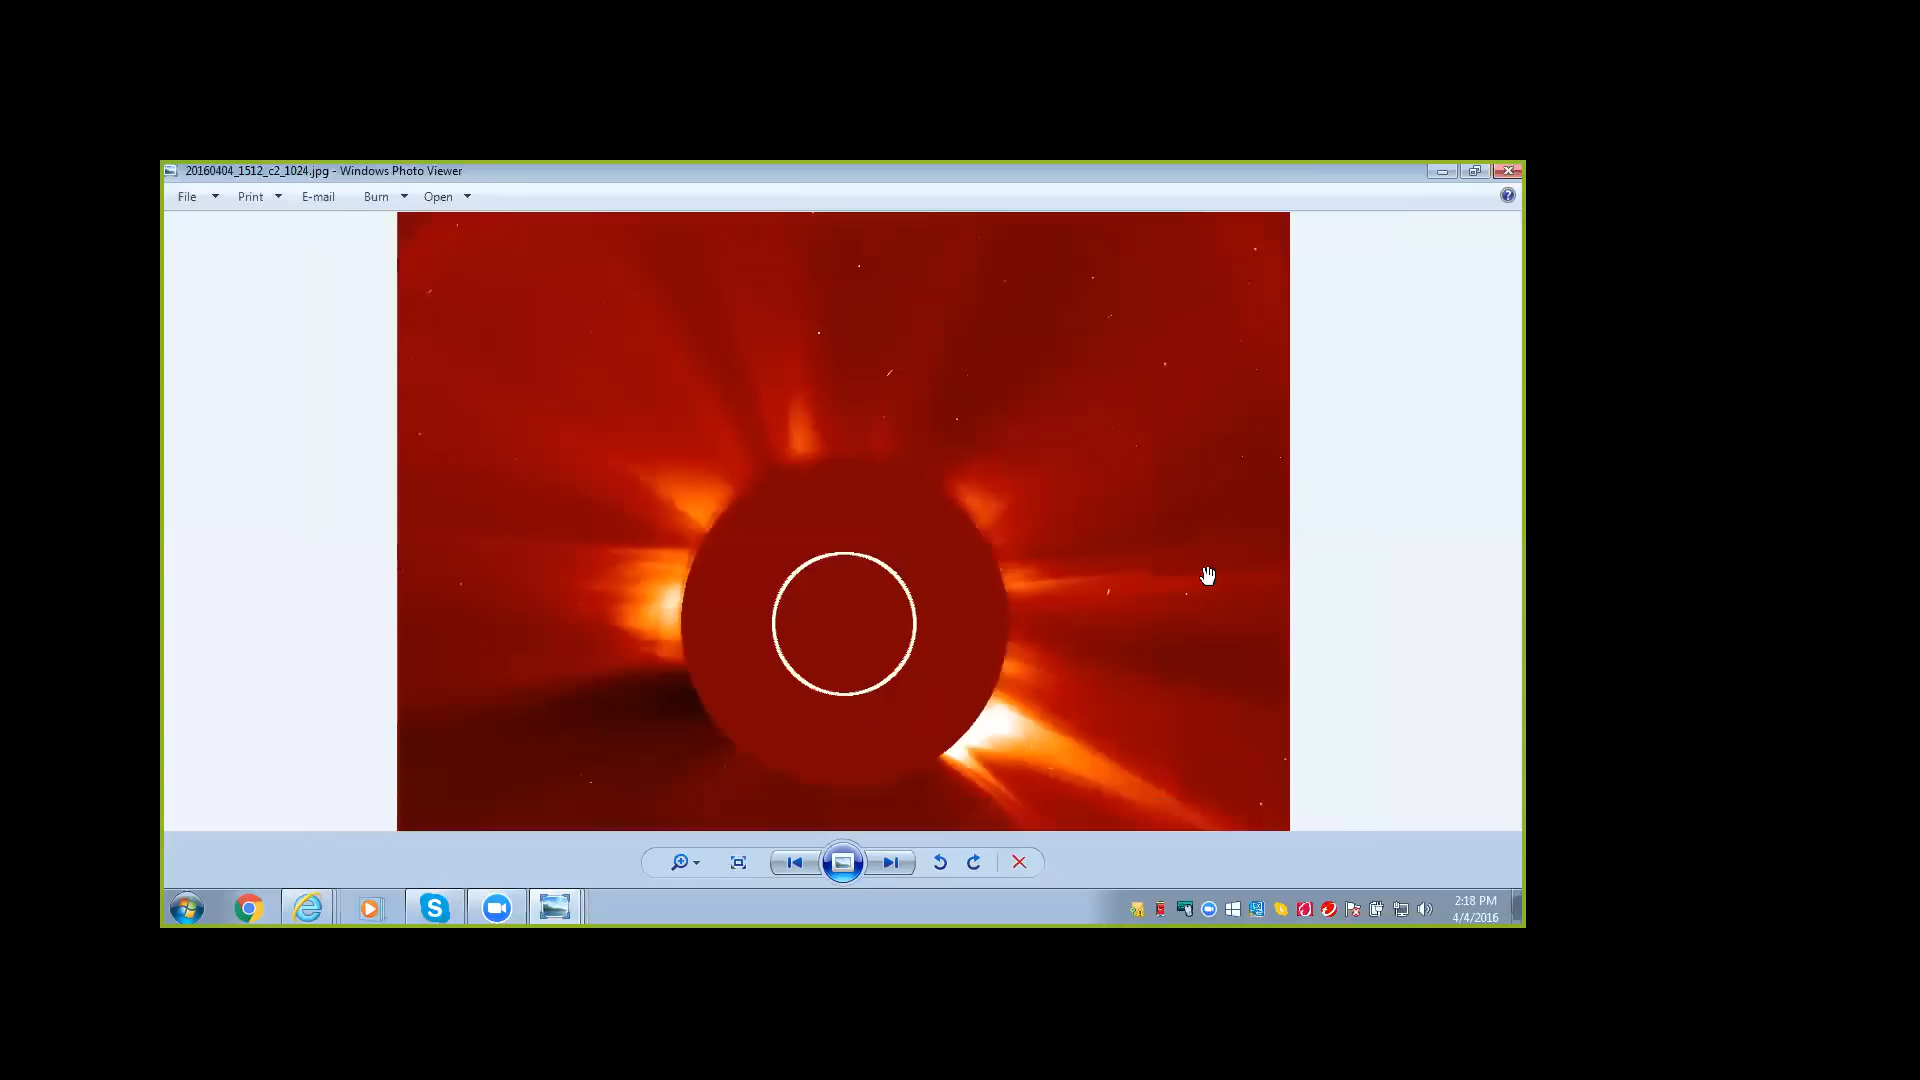 20160404_1512_c2_1024.jpg - Windows Photo Viewer
File Print E-mail Burn Open
2:18 PM
4/4/2016